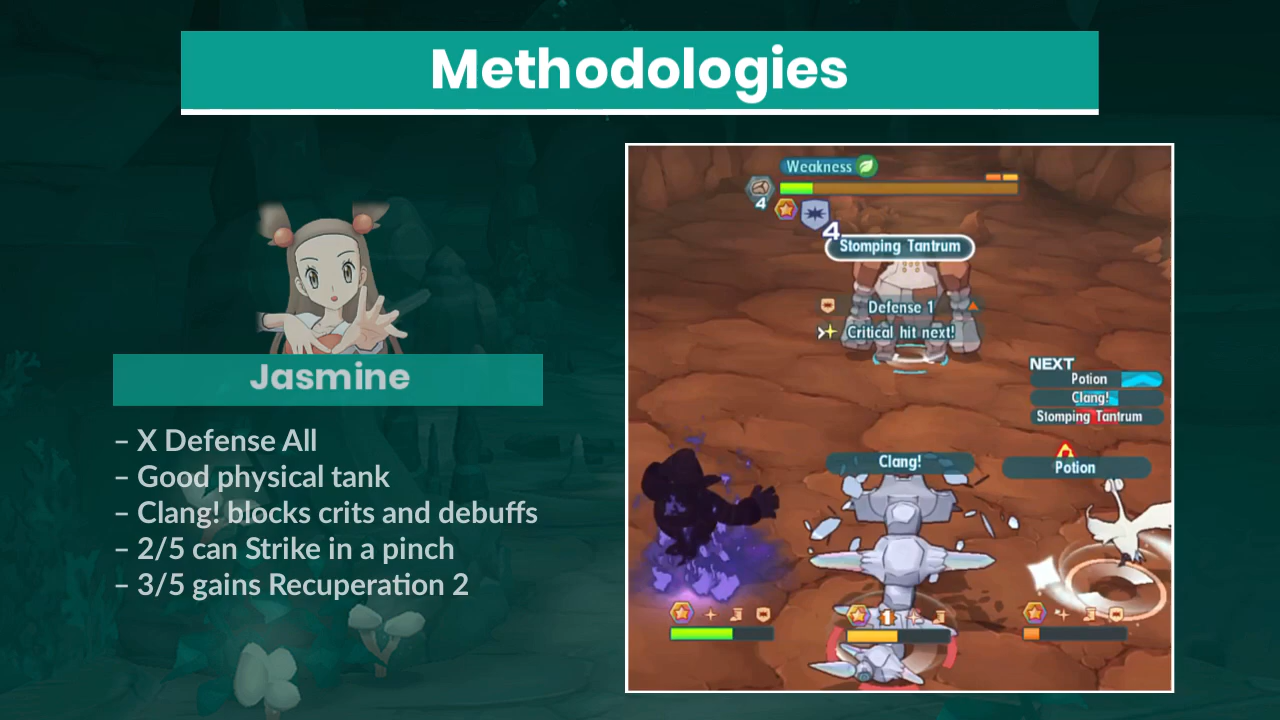 Methodologies
Jasmine
– X Defense All
– Good physical tank
– Clang! blocks crits and debuffs
– 2/5 can Strike in a pinch
– 3/5 gains Recuperation 2
Weakness
4
4
Stomping Tantrum
Defense 1
Critical hit next!
NEXT
Potion
Clang!
Stomping Tantrum
Clang!
Potion
1